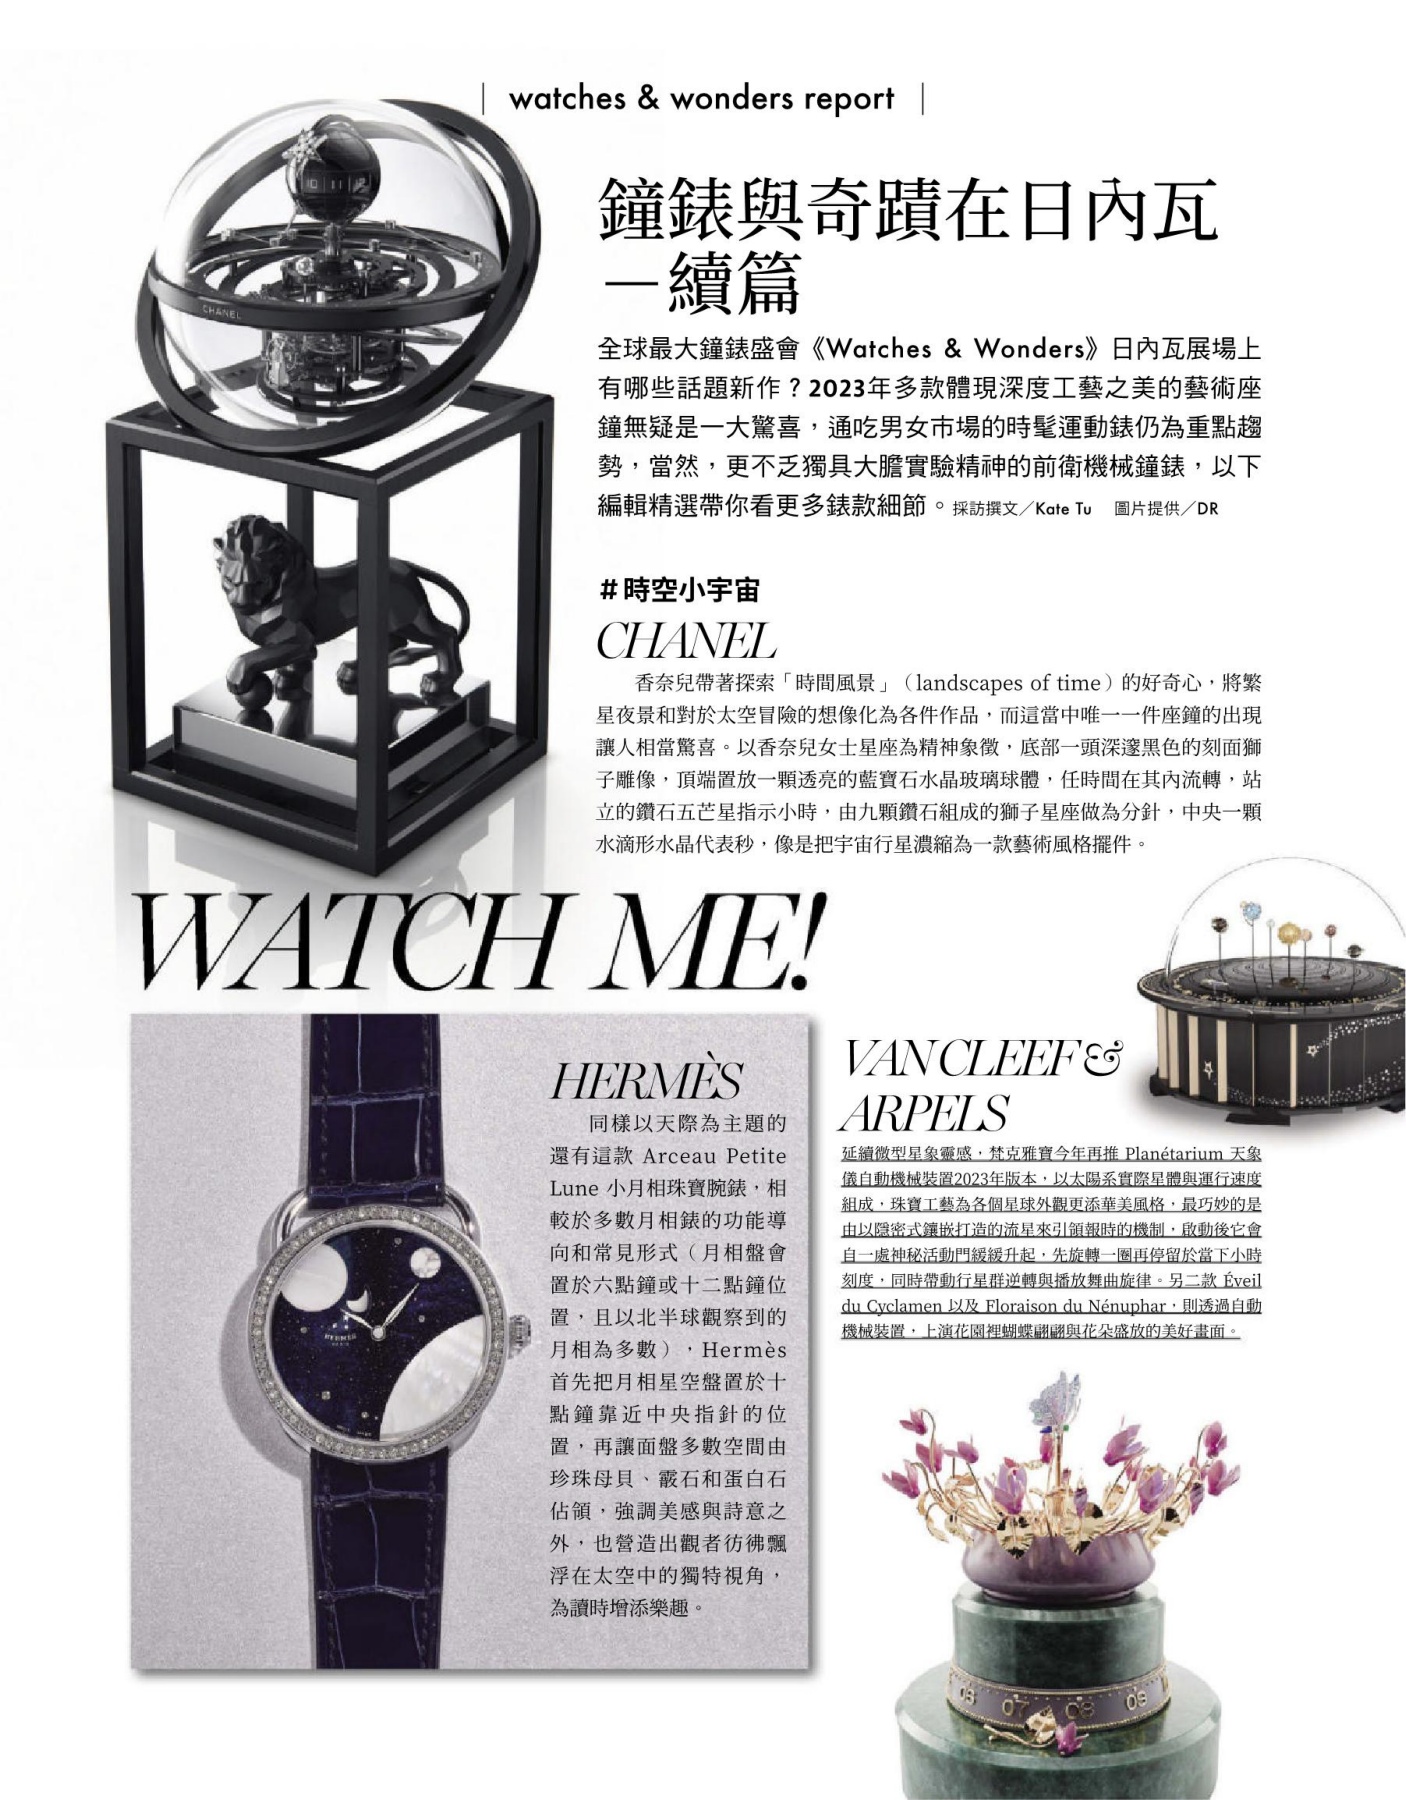 watches & wonders report
鐘錶與奇蹟在日內瓦
—續篇
全球最大鐘錶盛會《Watches & Wonders》日內瓦展場上
有哪些話題新作？2023年多款體現深度工藝之美的藝術座
鐘無疑是一大驚喜，通吃男女市場的時髦運動錶仍為重點趨
勢，當然，更不乏獨具大膽實驗精神的前衛機械鐘錶，以下
編輯精選帶你看更多錶款細節。採訪撰文／Kate Tu 圖片提供／DR
#時空小宇宙
CHANEL
香奈兒帶著探索「時間風景」（landscapes of time）的好奇心，將繁
星夜景和對於太空冒險的想像化為各件作品，而這當中唯一一件座鐘的出現
讓人相當驚喜。以香奈兒女士星座為精神象徵，底部一頭深邃黑色的刻面獅
子雕像，頂端置放一顆透亮的藍寶石水晶玻璃球體，任時間在其內流轉，站
立的鑽石五芒星指示小時，由九顆鑽石組成的獅子星座做為分針，中央一顆
水滴形水晶代表秒，像是把宇宙行星濃縮為一款藝術風格擺件。
10 11 12
CHANEL
WATCH ME!
HERMÈS
同樣以天際為主題的
還有這款 Arceau Petite
Lune 小月相珠寶腕錶，相
較於多數月相錶的功能導
向和常見形式（月相盤會
置於六點鐘或十二點鐘位
置，且以北半球觀察到的
月相為多數），Hermès
首先把月相星空盤置於十
點鐘靠近中央指針的位
置，再讓面盤多數空間由
珍珠母貝、霰石和蛋白石
佔領，強調美感與詩意之
外，也營造出觀者彷彿飄
浮在太空中的獨特視角，
為讀時增添樂趣。
HERMÈS
PARIS
VAN CLEEF &
ARPELS
延續微型星象靈感，梵克雅寶今年再推 Planétarium 天象
儀自動機械裝置2023年版本，以太陽系實際星體與運行速度
組成，珠寶工藝為各個星球外觀更添華美風格，最巧妙的是
由以隱密式鑲嵌打造的流星來引領報時的機制，啟動後它會
自一處神秘活動門緩緩升起，先旋轉一圈再停留於當下小時
刻度，同時帶動行星群逆轉與播放舞曲旋律。另二款 Éveil
du Cyclamen 以及 Floraison du Nénuphar，則透過自動
機械裝置，上演花園裡蝴蝶翩翩與花朵盛放的美好畫面。
06 07 08 09